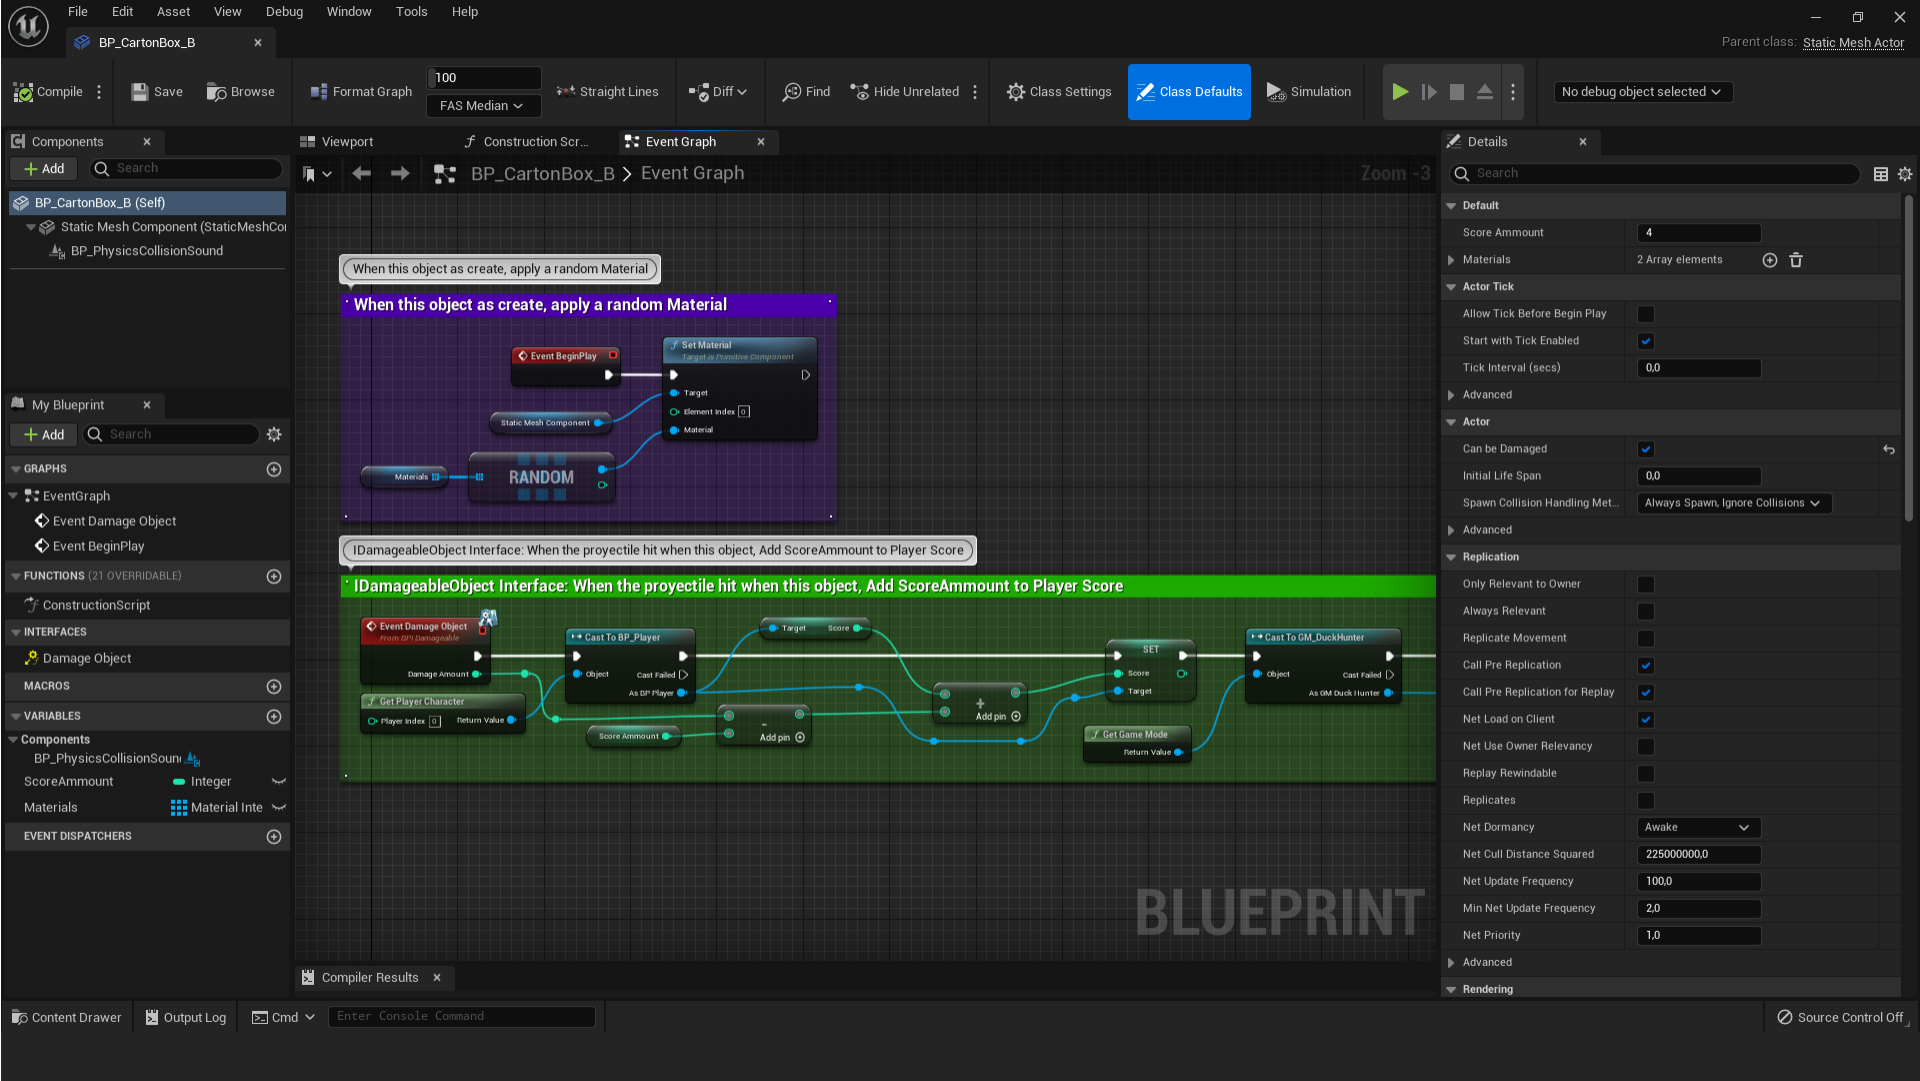 File Edit Asset View Debug Window Tools Help
BP_CartonBox_B
Parent class: Static Mesh Actor
Compile Save Browse Format Graph 100 FAS Median Straight Lines Diff Find Hide Unrelated Class Settings Class Defaults Simulation No debug object selected
Components
Add Search
BP_CartonBox_B (Self)
Static Mesh Component (StaticMeshCo
BP_PhysicsCollisionSound
My Blueprint
Add Search
GRAPHS
EventGraph
Event Damage Object
Event BeginPlay
FUNCTIONS (21 OVERRIDABLE)
ConstructionScript
INTERFACES
Damage Object
MACROS
VARIABLES
Components
BP_PhysicsCollisionSoun
ScoreAmmount Integer
Materials Material Inte
EVENT DISPATCHERS
Viewport Construction Scr... Event Graph
BP_CartonBox_B > Event Graph
Zoom -3
When this object as create, apply a random Material
When this object as create, apply a random Material
Event BeginPlay
Set Material
Target is Primitive Component
Target
Element Index 0
Material
Static Mesh Component
Materials
RANDOM
IDamageableObject Interface: When the proyectile hit when this object, Add ScoreAmmount to Player Score
IDamageableObject Interface: When the proyectile hit when this object, Add ScoreAmmount to Player Score
Event Damage Object
From BPI Damageable
Damage Amount
Get Player Character
Player Index 0 Return Value
Cast To BP_Player
Object Cast Failed
As BP Player
Score Ammount
Target Score
-
Add pin
+
Add pin
SET
Score
Target
Get Game Mode
Return Value
Cast To GM_DuckHunter
Object Cast Failed
As GM Duck Hunter
BLUEPRINT
Compiler Results
Details
Search
Default
Score Ammount 4
Materials 2 Array elements
Actor Tick
Allow Tick Before Begin Play
Start with Tick Enabled
Tick Interval (secs) 0,0
Advanced
Actor
Can be Damaged
Initial Life Span 0,0
Spawn Collision Handling Met... Always Spawn, Ignore Collisions
Advanced
Replication
Only Relevant to Owner
Always Relevant
Replicate Movement
Call Pre Replication
Call Pre Replication for Replay
Net Load on Client
Net Use Owner Relevancy
Replay Rewindable
Replicates
Net Dormancy Awake
Net Cull Distance Squared 225000000,0
Net Update Frequency 100,0
Min Net Update Frequency 2,0
Net Priority 1,0
Advanced
Rendering
Content Drawer Output Log Cmd Enter Console Command Source Control Off